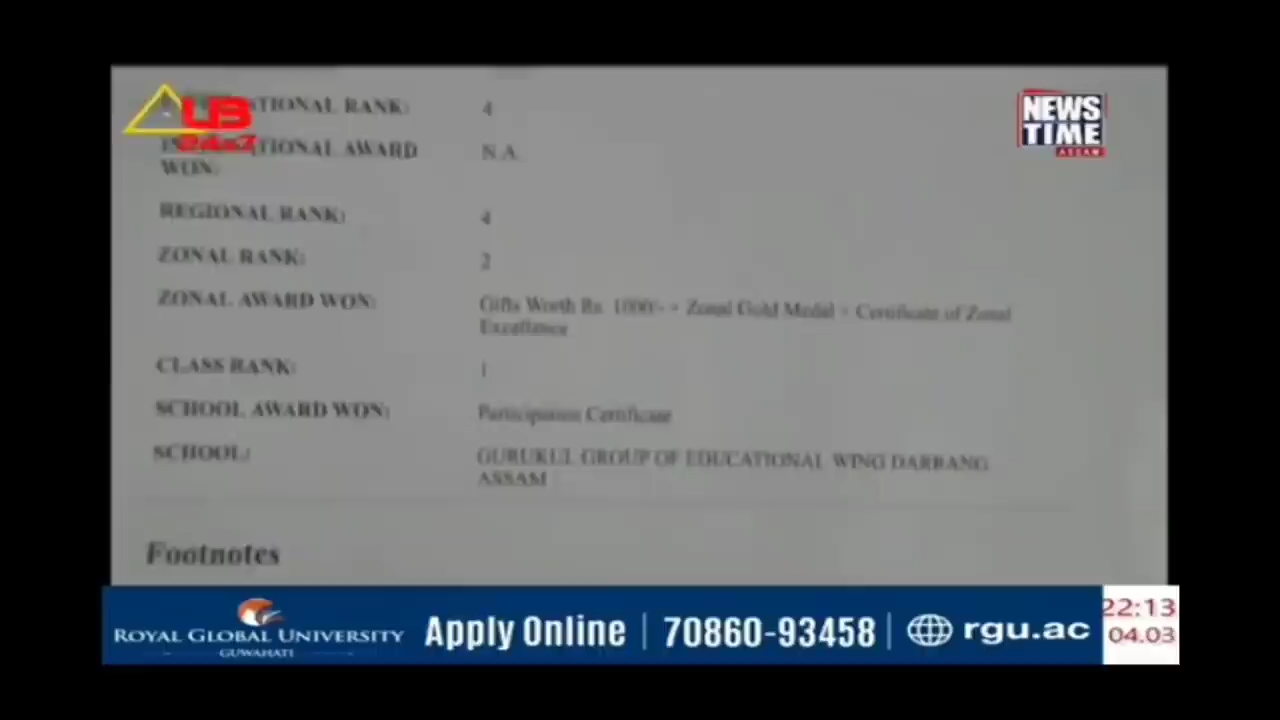 UB
24x7
NEWS
TIME
ASSAM
TIONAL RANK: 4
TIONAL AWARD N.A.
WON:
REGIONAL RANK: 4
ZONAL RANK: 2
ZONAL AWARD WON: Gifts Worth Rs. 1000/- + Zonal Gold Medal + Certificate of Zonal
Excellence
CLASS RANK: 1
SCHOOL AWARD WON: Participation Certificate
SCHOOL: GURUKUL GROUP OF EDUCATIONAL WING DARRANG
ASSAM
Footnotes
ROYAL GLOBAL UNIVERSITY
GUWAHATI
Apply Online | 70860-93458 | rgu.ac
22:13
04.03